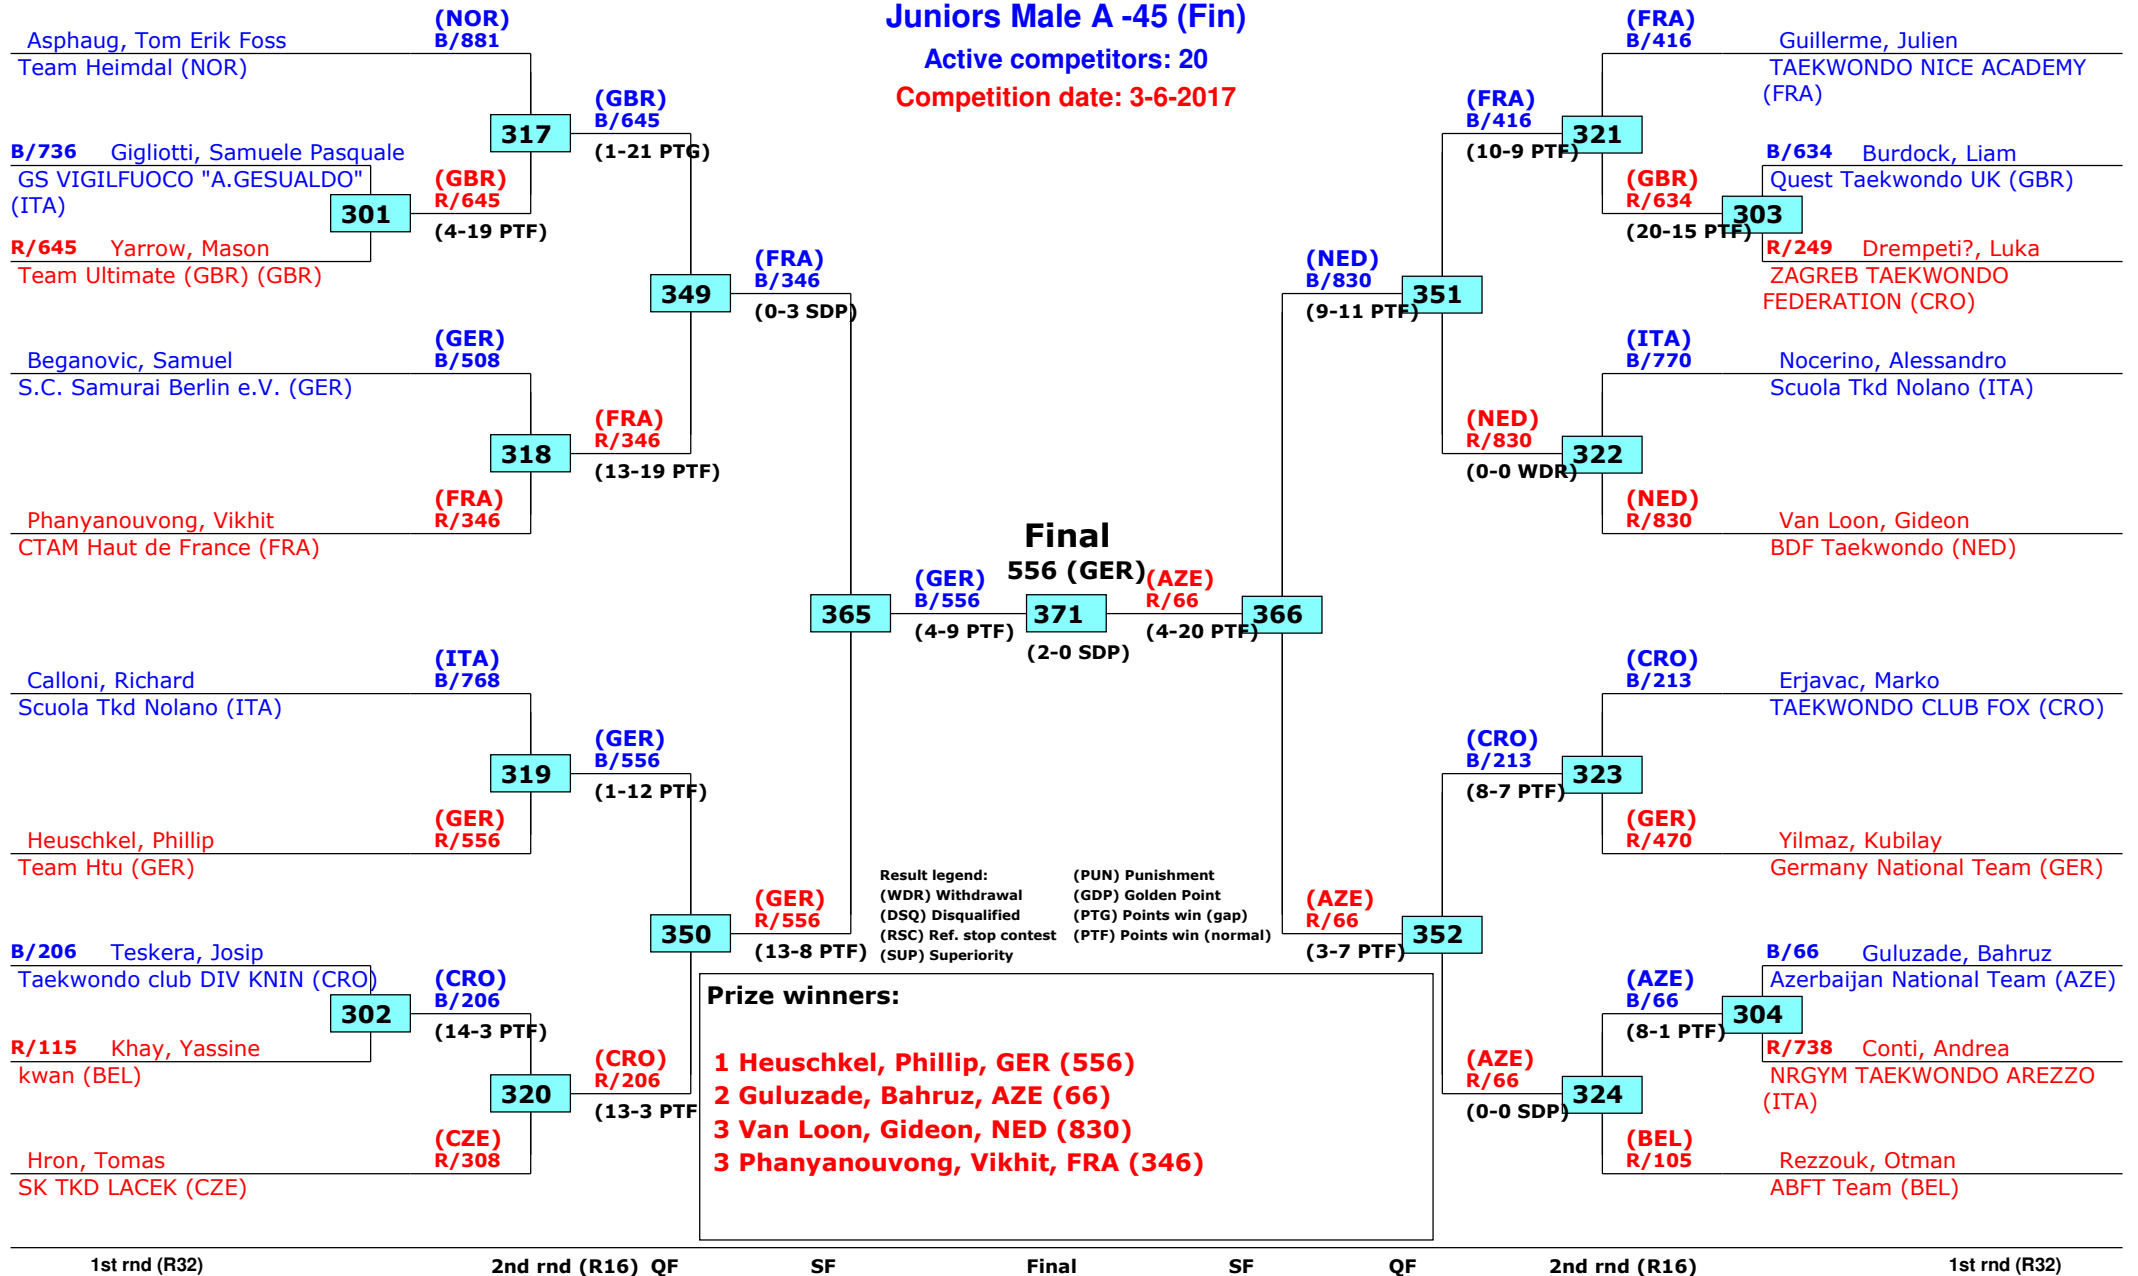 Juniors Male A -45 (Fin)
Active competitors: 20
Competition date: 3-6-2017
Asphaug, Tom Erik Foss
Team Heimdal (NOR)
(NOR)
B/881
B/736 Gigliotti, Samuele Pasquale
GS VIGILFUOCO "A.GESUALDO"
(ITA)
R/645 Yarrow, Mason
Team Ultimate (GBR) (GBR)
301
(GBR)
R/645
(4-19 PTF)
317
(GBR)
B/645
(1-21 PTG)
Beganovic, Samuel
S.C. Samurai Berlin e.V. (GER)
(GER)
B/508
Phanyanouvong, Vikhit
CTAM Haut de France (FRA)
(FRA)
R/346
318
(FRA)
R/346
(13-19 PTF)
349
(FRA)
B/346
(0-3 SDP)
Calloni, Richard
Scuola Tkd Nolano (ITA)
(ITA)
B/768
Heuschkel, Phillip
Team Htu (GER)
(GER)
R/556
319
(GER)
B/556
(1-12 PTF)
B/206 Teskera, Josip
Taekwondo club DIV KNIN (CRO)
R/115 Khay, Yassine
kwan (BEL)
302
(CRO)
B/206
(14-3 PTF)
Hron, Tomas
SK TKD LACEK (CZE)
(CZE)
R/308
320
(CRO)
R/206
(13-3 PTF
350
(GER)
R/556
(13-8 PTF)
365
(GER)
B/556
(4-9 PTF)
Final
556 (GER)
371
(2-0 SDP)
(AZE)
R/66
(4-20 PTF)
366
(FRA)
B/416
Guillerme, Julien
TAEKWONDO NICE ACADEMY
(FRA)
B/634 Burdock, Liam
Quest Taekwondo UK (GBR)
R/249 Drempeti?, Luka
ZAGREB TAEKWONDO
FEDERATION (CRO)
303
(GBR)
R/634
(20-15 PTF)
321
(FRA)
B/416
(10-9 PTF)
(ITA)
B/770
Nocerino, Alessandro
Scuola Tkd Nolano (ITA)
(NED)
R/830
Van Loon, Gideon
BDF Taekwondo (NED)
322
(NED)
R/830
(0-0 WDR)
351
(NED)
B/830
(9-11 PTF)
(CRO)
B/213
Erjavac, Marko
TAEKWONDO CLUB FOX (CRO)
(GER)
R/470
Yilmaz, Kubilay
Germany National Team (GER)
323
(CRO)
B/213
(8-7 PTF)
B/66 Guluzade, Bahruz
Azerbaijan National Team (AZE)
R/738 Conti, Andrea
NRGYM TAEKWONDO AREZZO
(ITA)
304
(AZE)
B/66
(8-1 PTF)
(BEL)
R/105
Rezzouk, Otman
ABFT Team (BEL)
324
(AZE)
R/66
(0-0 SDP)
352
(AZE)
R/66
(3-7 PTF)
Result legend: (PUN) Punishment
(WDR) Withdrawal (GDP) Golden Point
(DSQ) Disqualified (PTG) Points win (gap)
(RSC) Ref. stop contest (PTF) Points win (normal)
(SUP) Superiority
Prize winners:
1 Heuschkel, Phillip, GER (556)
2 Guluzade, Bahruz, AZE (66)
3 Van Loon, Gideon, NED (830)
3 Phanyanouvong, Vikhit, FRA (346)
1st rnd (R32) 2nd rnd (R16) QF SF Final SF QF 2nd rnd (R16) 1st rnd (R32)